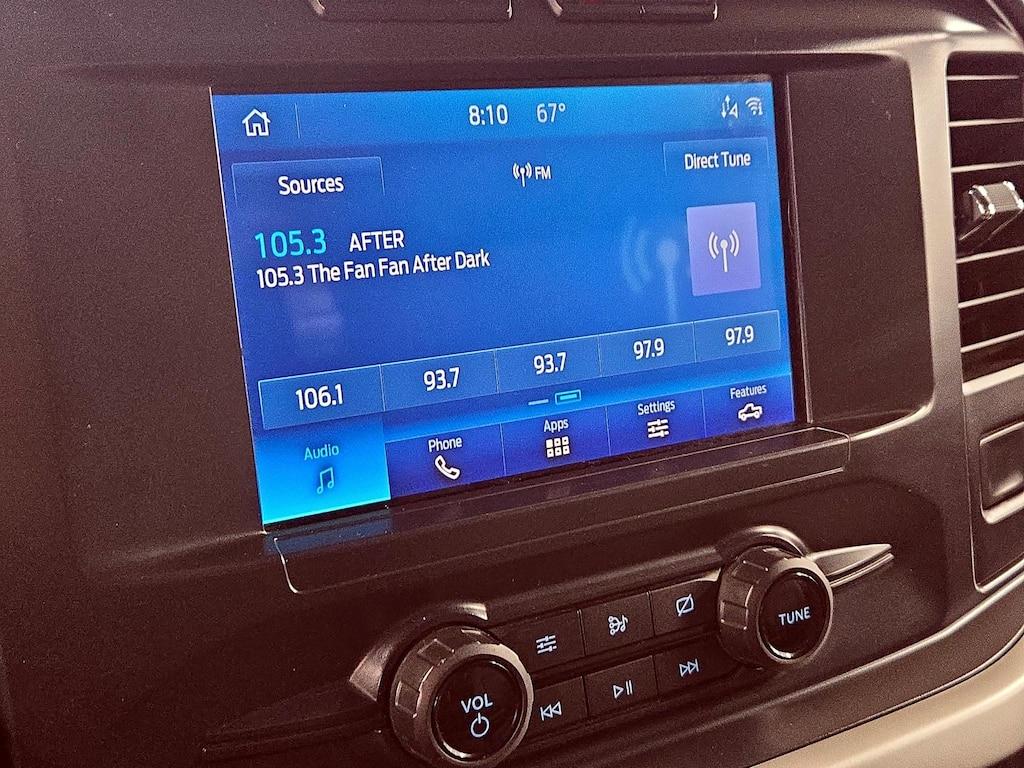 8:10 67°
Sources
FM
Direct Tune
105.3 AFTER
105.3 The Fan Fan After Dark
106.1
93.7
93.7
97.9
97.9
Audio
Phone
Apps
Settings
Features
VOL
TUNE